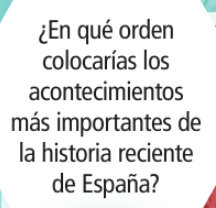 ¿En qué orden
colocarías los
acontecimientos
más importantes de
la historia reciente
de España?